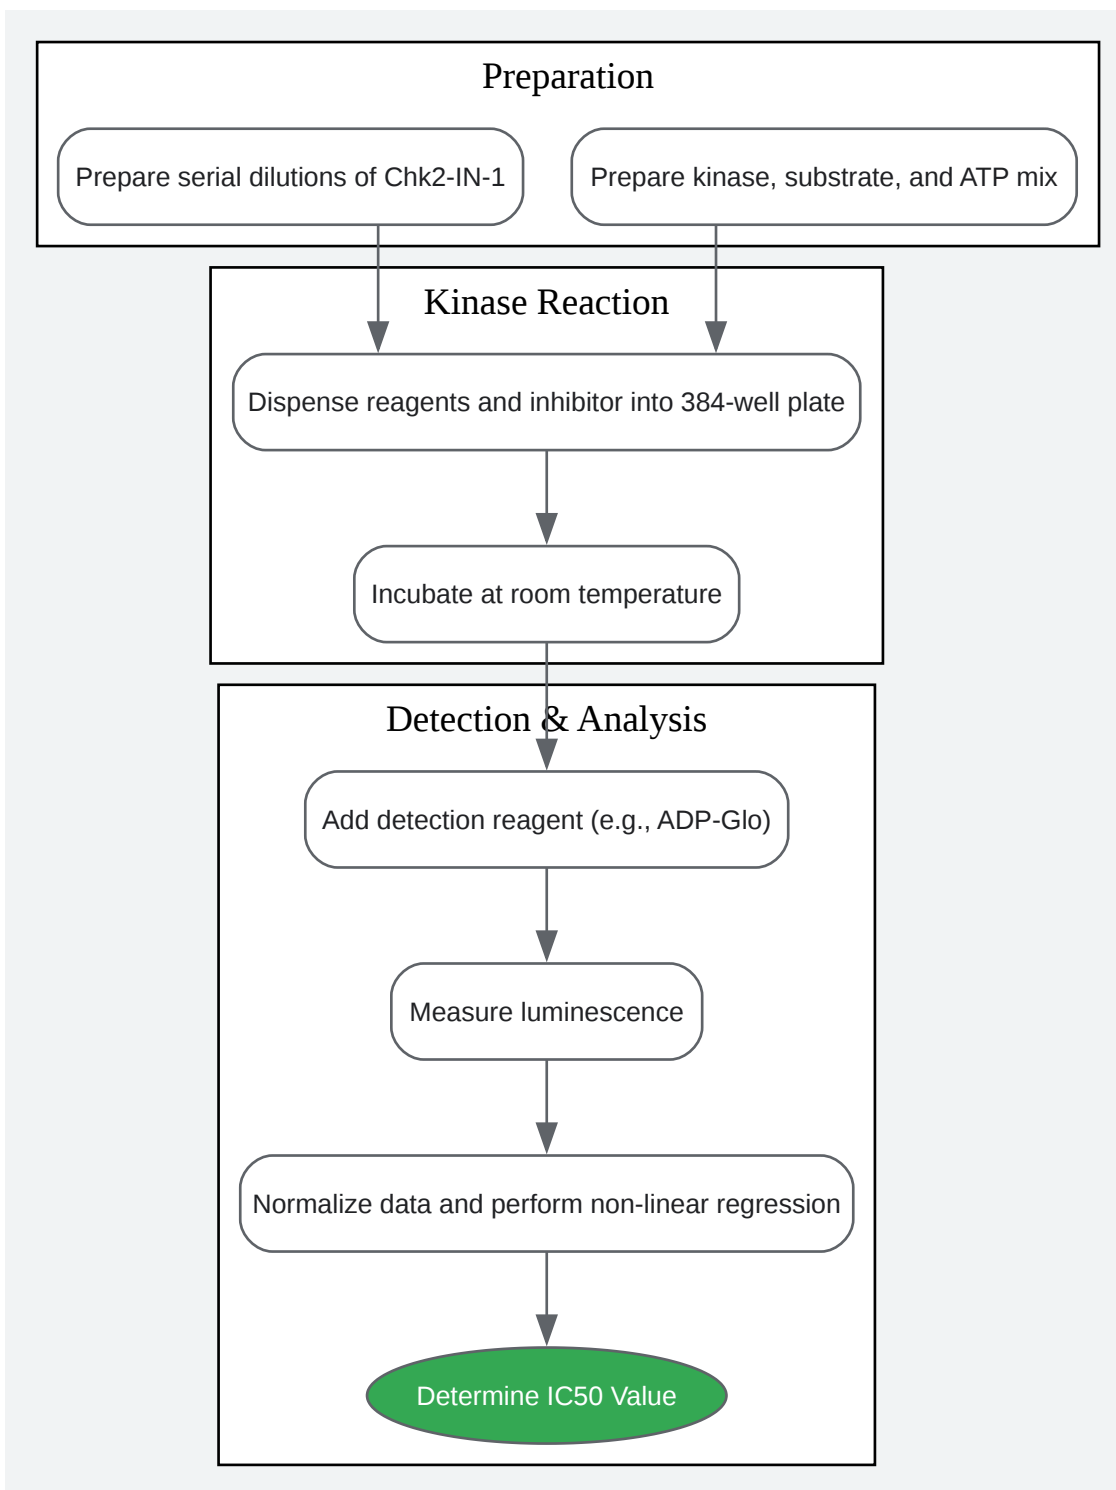 Preparation
Prepare serial dilutions of Chk2-IN-1
Prepare kinase, substrate, and ATP mix
Kinase Reaction
Dispense reagents and inhibitor into 384-well plate
Incubate at room temperature
Detection & Analysis
Add detection reagent (e.g., ADP-Glo)
Measure luminescence
Normalize data and perform non-linear regression
Determine IC50 Value